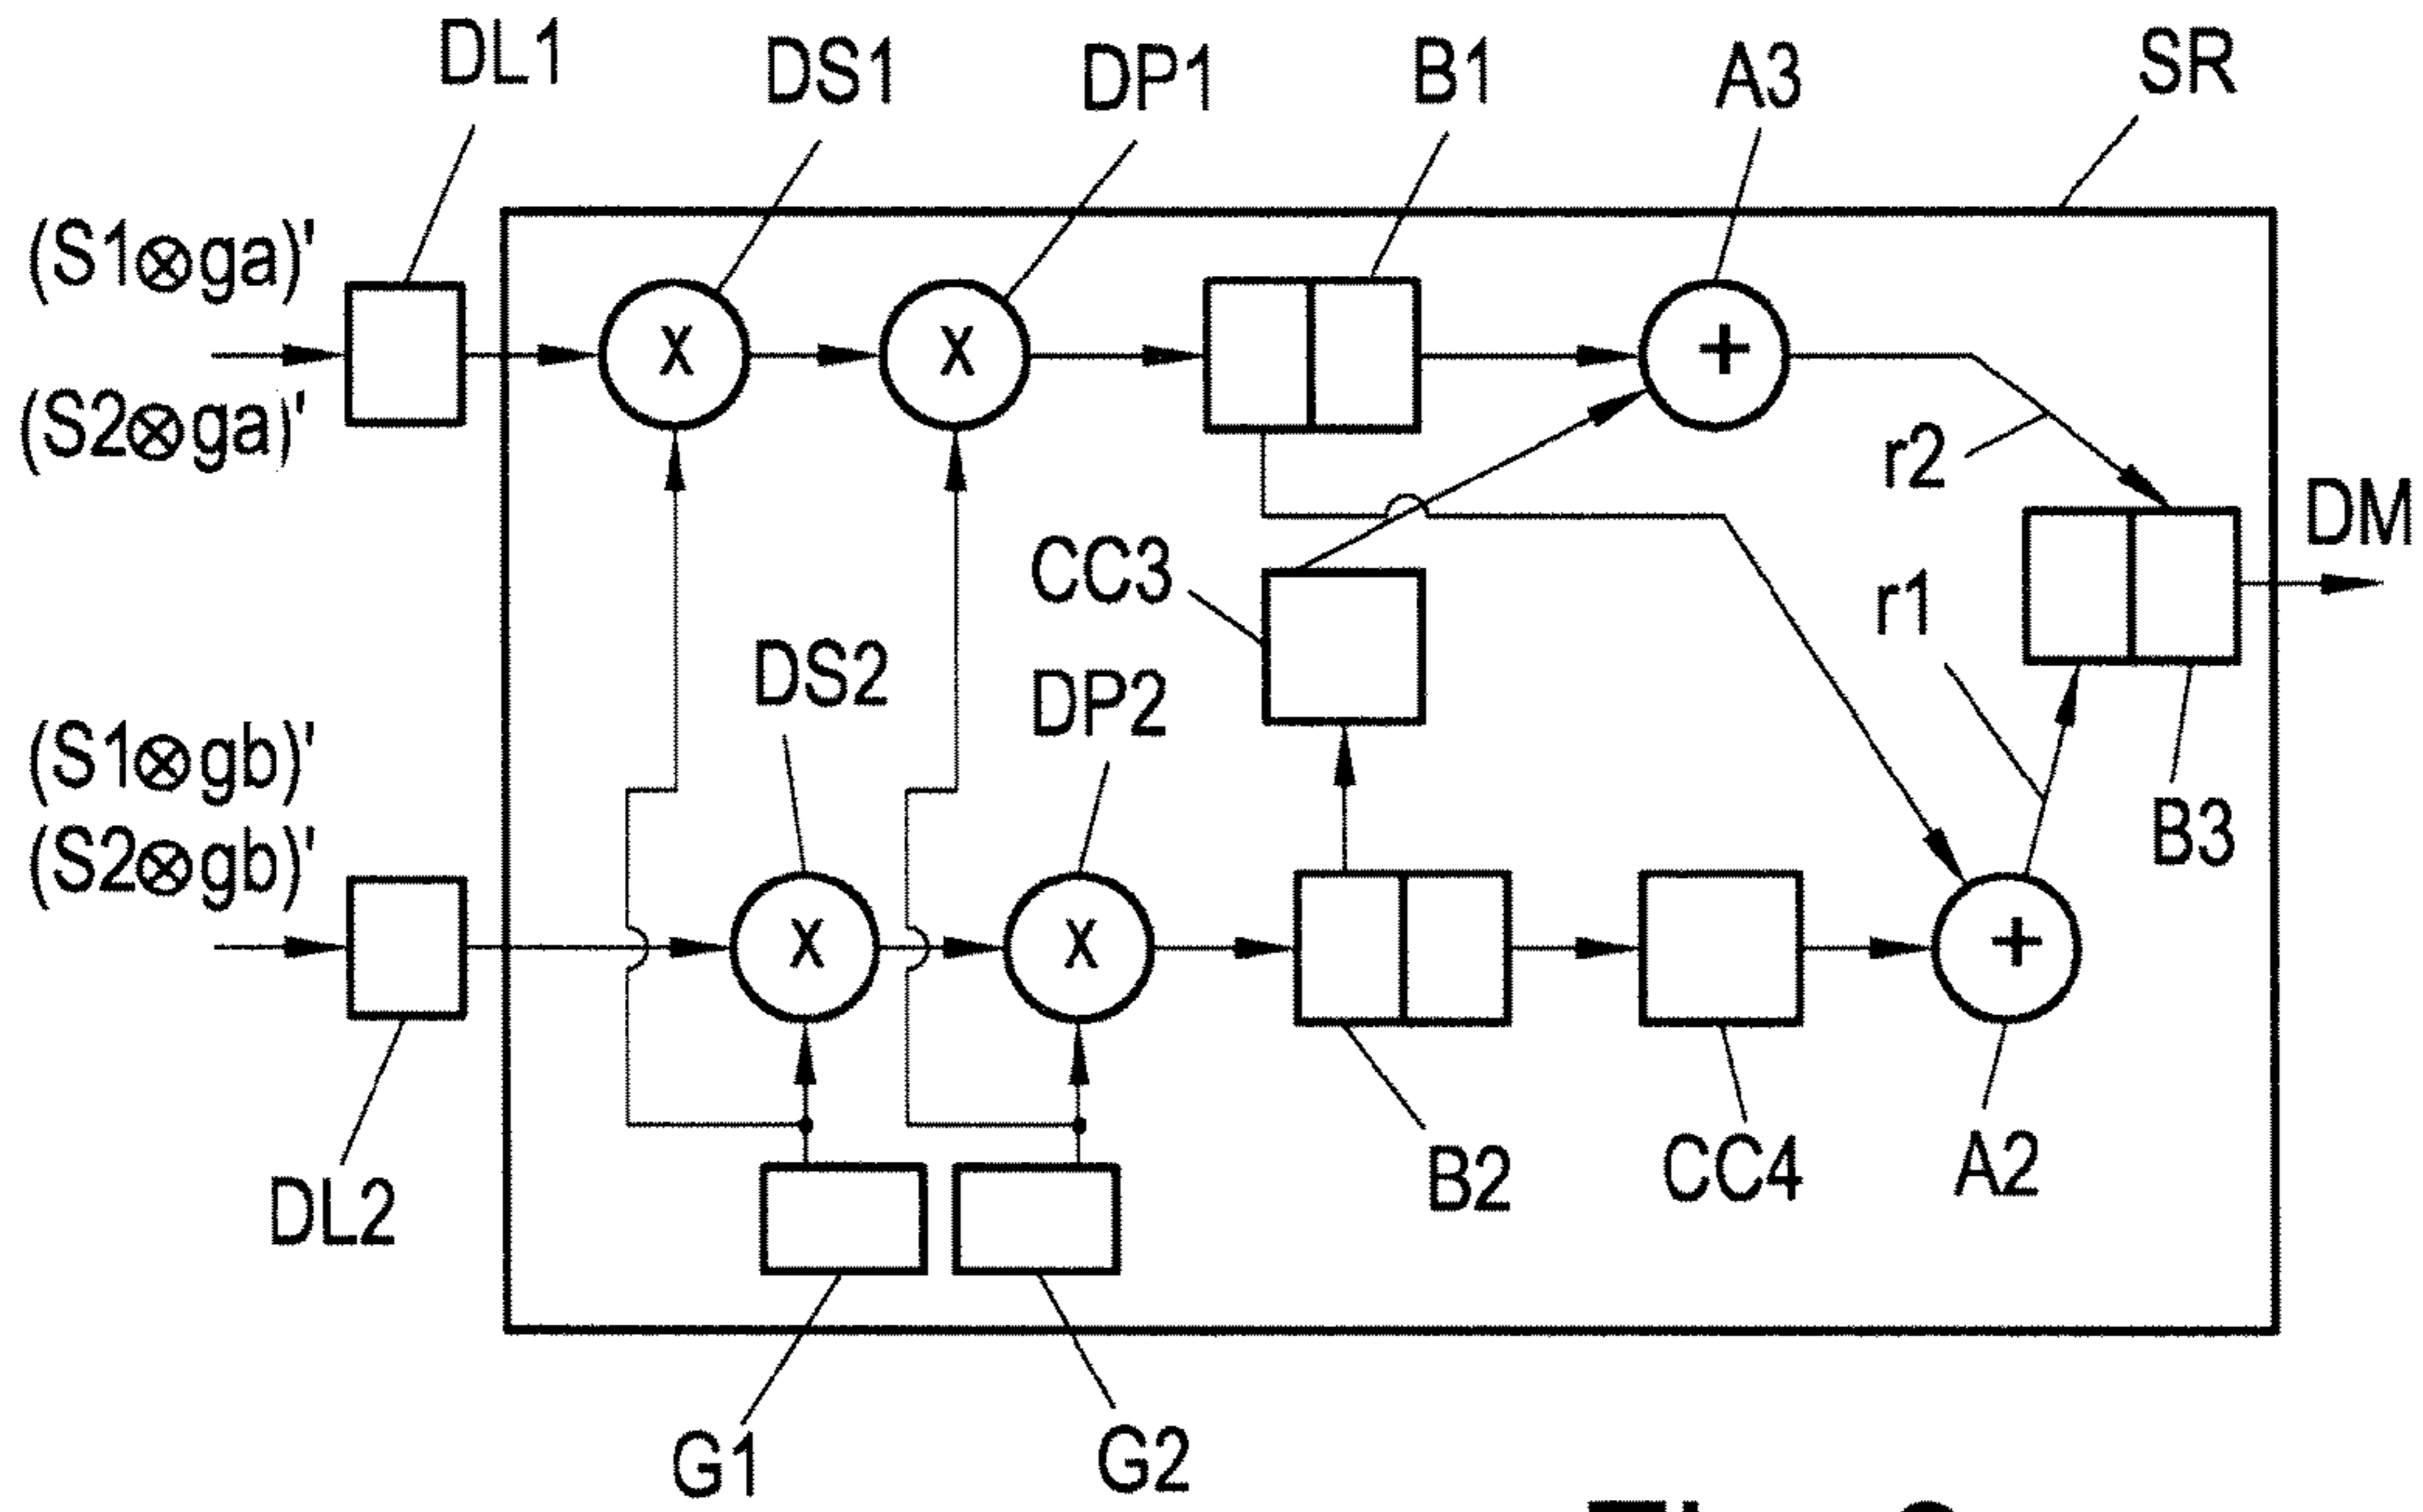 DL1 DS1 DP1 B1 A3 SR
(S1⊗ga)'
x x +
(S2⊗ga)'
r2
DM
CC3
r1
DS2 DP2
(S1⊗gb)'
(S2⊗gb)'
B3
x x +
DL2 B2 CC4 A2
G1 G2